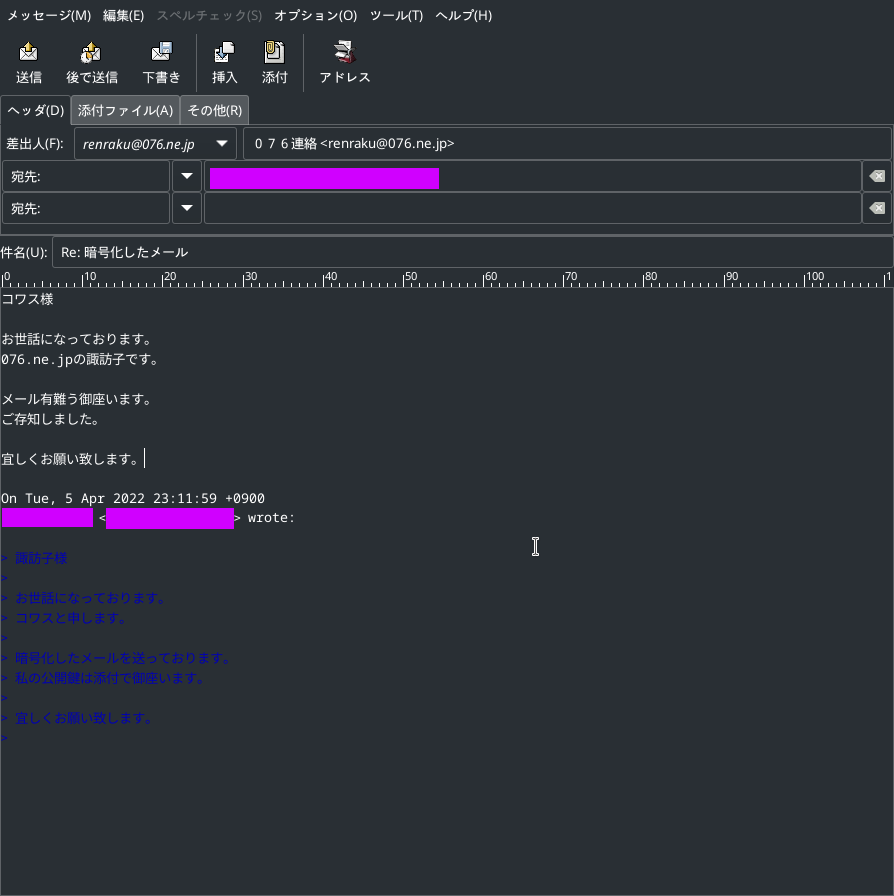 メッセージ(M) 編集(E) スペルチェック(S) オプション(O) ツール(T) ヘルプ(H)
送信 後で送信 下書き 挿入 添付 アドレス
ヘッダ(D) 添付ファイル(A) その他(R)
差出人(F): renraku@076.ne.jp ０７６連絡 <renraku@076.ne.jp>
宛先:
宛先:
件名(U): Re: 暗号化したメール
0 10 20 30 40 50 60 70 80 90 100 1
コワス様
お世話になっております。
076.ne.jpの諏訪子です。
メール有難う御座います。
ご存知しました。
宜しくお願い致します。
On Tue, 5 Apr 2022 23:11:59 +0900
< > wrote:
> 諏訪子様
>
> お世話になっております。
> コワスと申します。
>
> 暗号化したメールを送っております。
> 私の公開鍵は添付で御座います。
>
> 宜しくお願い致します。
>